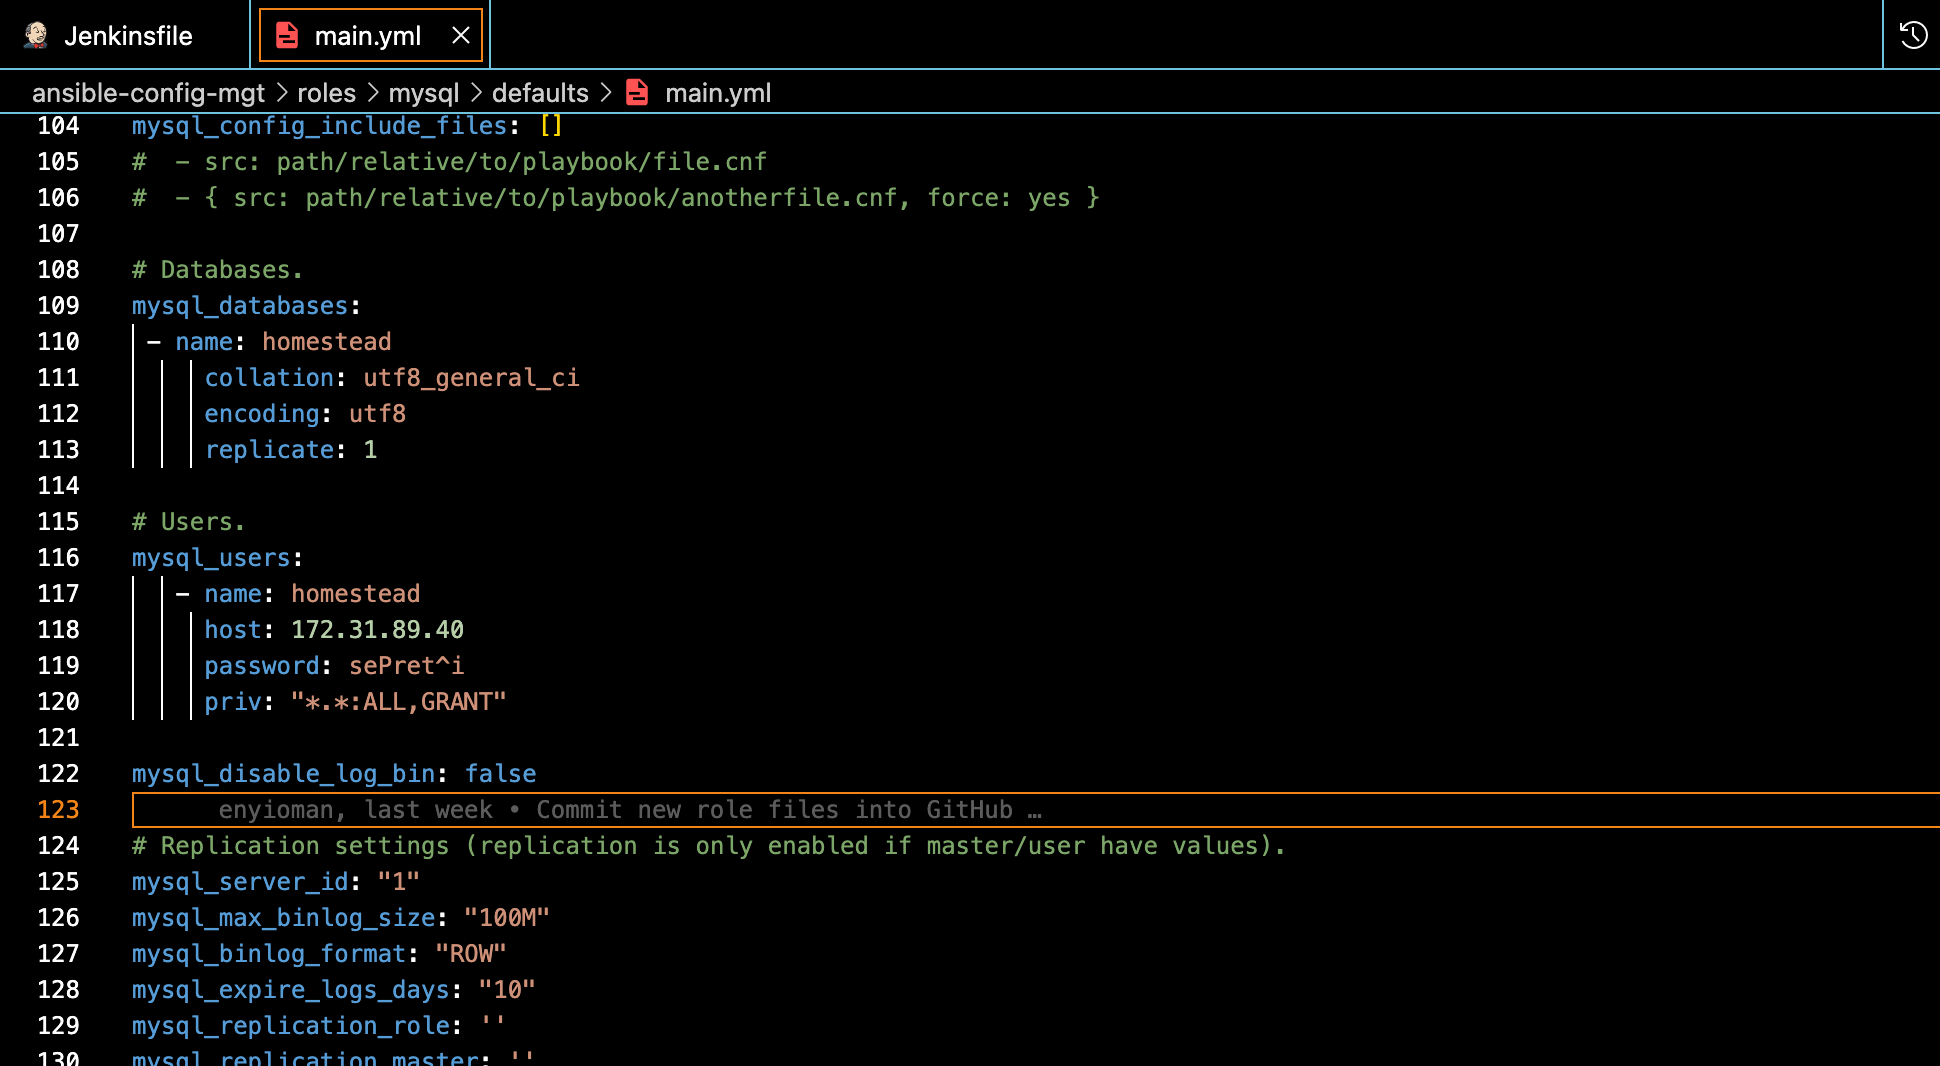 Jenkinsfile
main.yml
ansible-config-mgt > roles > mysql > defaults > main.yml
104 mysql_config_include_files: []
105 #  - src: path/relative/to/playbook/file.cnf
106 #  - { src: path/relative/to/playbook/anotherfile.cnf, force: yes }
107
108 # Databases.
109 mysql_databases:
110  - name: homestead
111      collation: utf8_general_ci
112      encoding: utf8
113      replicate: 1
114
115 # Users.
116 mysql_users:
117    - name: homestead
118      host: 172.31.89.40
119      password: sePret^i
120      priv: "*.*:ALL,GRANT"
121
122 mysql_disable_log_bin: false
123 enyioman, last week • Commit new role files into GitHub …
124 # Replication settings (replication is only enabled if master/user have values).
125 mysql_server_id: "1"
126 mysql_max_binlog_size: "100M"
127 mysql_binlog_format: "ROW"
128 mysql_expire_logs_days: "10"
129 mysql_replication_role: ''
130 mysql_replication_master: ''